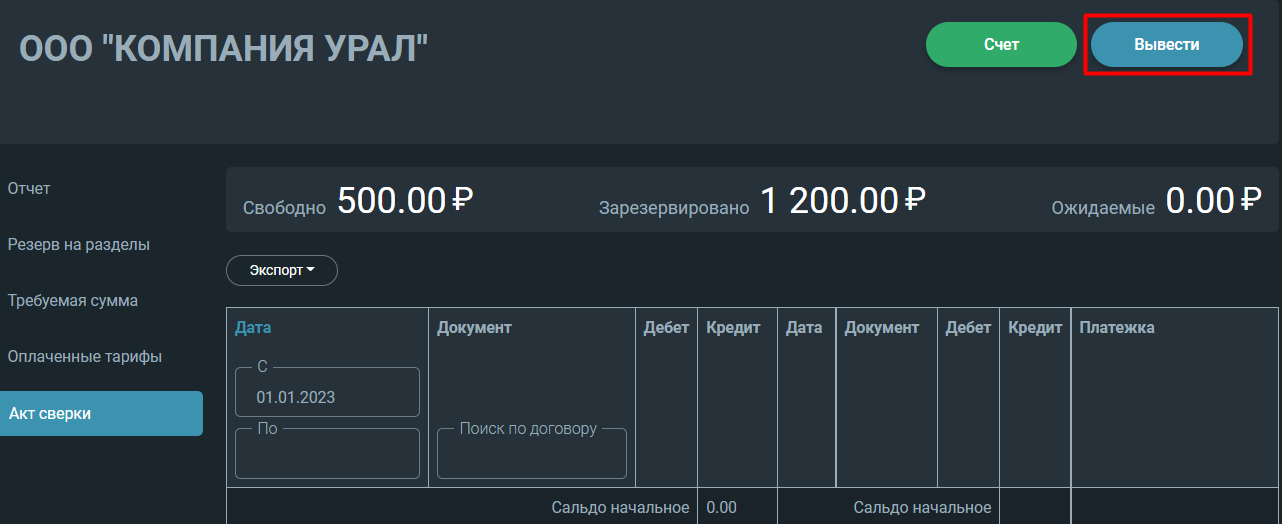 ООО "КОМПАНИЯ УРАЛ"
Счет
Вывести
Отчет
Резерв на разделы
Требуемая сумма
Оплаченные тарифы
Акт сверки
Свободно 500.00 ₽
Зарезервировано 1 200.00 ₽
Ожидаемые 0.00 ₽
Экспорт
Дата Документ Дебет Кредит Дата Документ Дебет Кредит Платежка
С
01.01.2023
По Поиск по договору
Сальдо начальное 0.00 Сальдо начальное